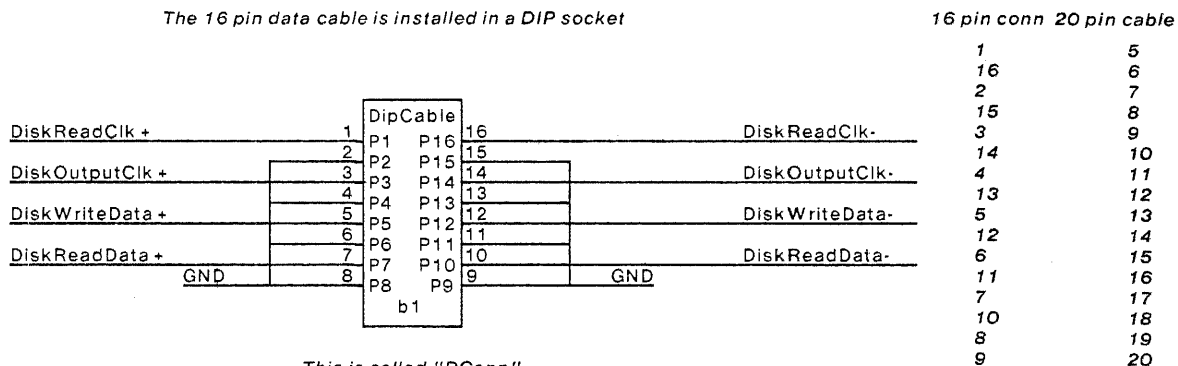 The 16 pin data cable is installed in a DIP socket
16 pin conn 20 pin cable
1 5
16 6
2 7
15 8
3 9
14 10
4 11
13 12
5 13
12 14
6 15
11 16
7 17
10 18
8 19
9 20
DipCable
DiskReadClk + 1 P1 P16 16 DiskReadClk-
2 P2 P15 15
DiskOutputClk + 3 P3 P14 14 DiskOutputClk-
4 P4 P13 13
DiskWriteData + 5 P5 P12 12 DiskWriteData-
6 P6 P11 11
DiskReadData + 7 P7 P10 10 DiskReadData-
GND 8 P8 P9 9 GND
b1
This is called "DConn"